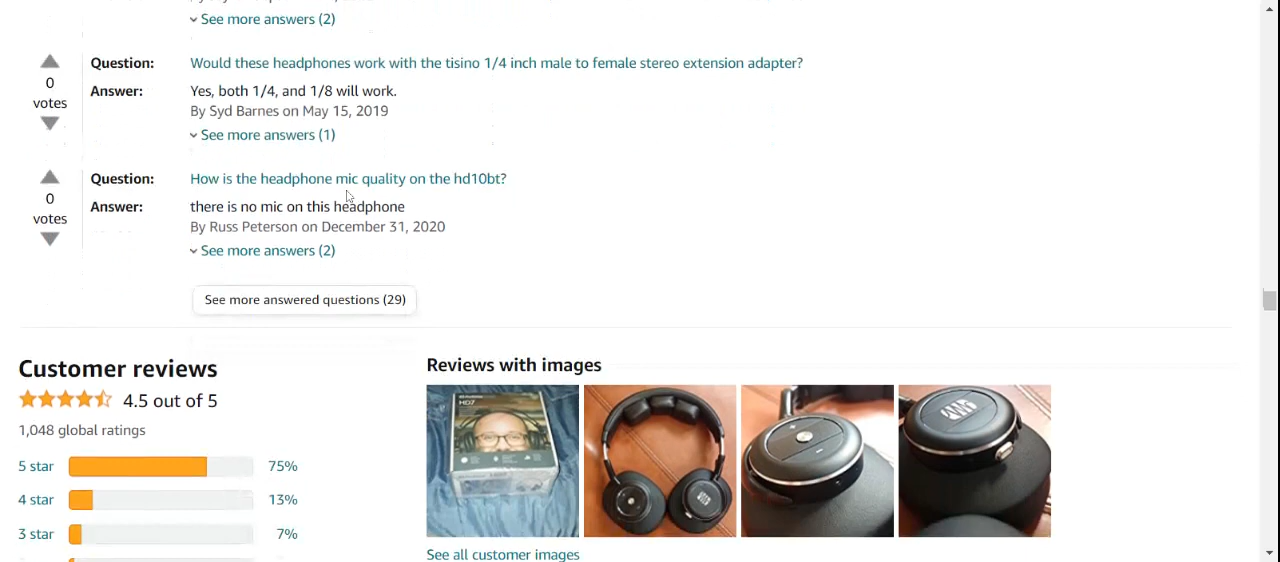 See more answers (2)
0
votes
Question: Would these headphones work with the tisino 1/4 inch male to female stereo extension adapter?
Answer: Yes, both 1/4, and 1/8 will work.
By Syd Barnes on May 15, 2019
See more answers (1)
0
votes
Question: How is the headphone mic quality on the hd10bt?
Answer: there is no mic on this headphone
By Russ Peterson on December 31, 2020
See more answers (2)
See more answered questions (29)
Customer reviews
4.5 out of 5
1,048 global ratings
5 star 75%
4 star 13%
3 star 7%
Reviews with images
HD7
See all customer images